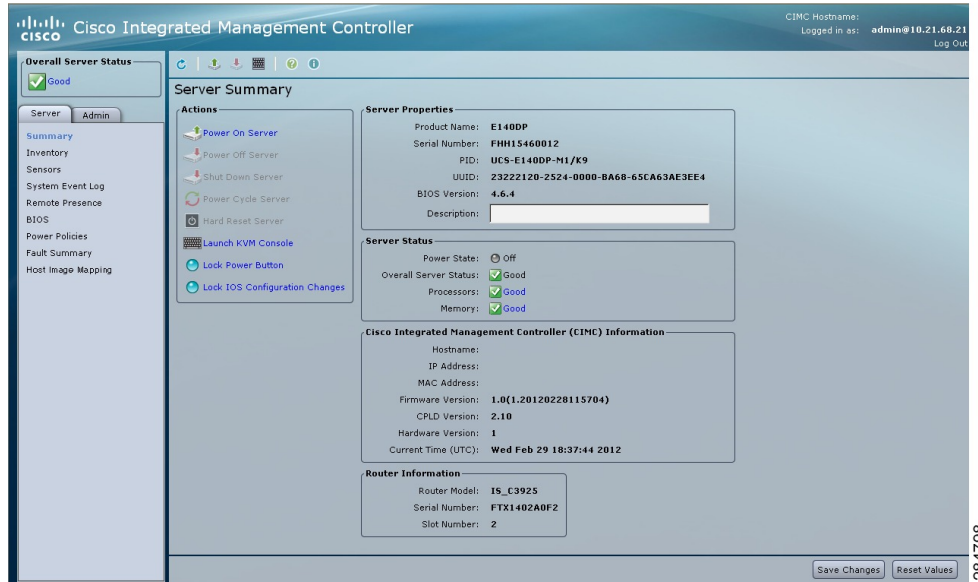 cisco Cisco Integrated Management Controller
CIMC Hostname:
Logged in as: admin@10.21.68.21
Log Out
Overall Server Status
Good
Server Admin
Summary
Inventory
Sensors
System Event Log
Remote Presence
BIOS
Power Policies
Fault Summary
Host Image Mapping
Server Summary
Actions
Power On Server
Power Off Server
Shut Down Server
Power Cycle Server
Hard Reset Server
Launch KVM Console
Lock Power Button
Lock IOS Configuration Changes
Server Properties
Product Name: E140DP
Serial Number: FHH15460012
PID: UCS-E140DP-M1/K9
UUID: 23222120-2524-0000-BA68-65CA63AE3EE4
BIOS Version: 4.6.4
Description:
Server Status
Power State: Off
Overall Server Status: Good
Processors: Good
Memory: Good
Cisco Integrated Management Controller (CIMC) Information
Hostname:
IP Address:
MAC Address:
Firmware Version: 1.0(1.20120228115704)
CPLD Version: 2.10
Hardware Version: 1
Current Time (UTC): Wed Feb 29 18:37:44 2012
Router Information
Router Model: IS_C3925
Serial Number: FTX1402A0F2
Slot Number: 2
Save Changes Reset Values